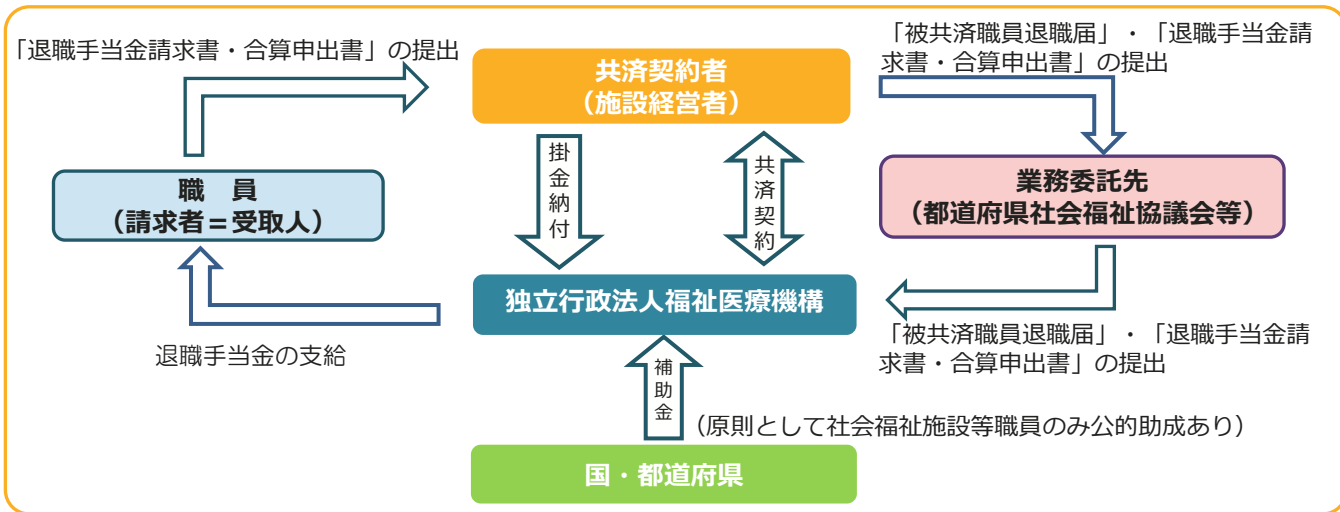 「退職手当金請求書・合算申出書」の提出
共済契約者
(施設経営者)
「被共済職員退職届」・「退職手当金請
求書・合算申出書」の提出
職　員
(請求者＝受取人)
掛金納付
共済契約
業務委託先
(都道府県社会福祉協議会等)
独立行政法人福祉医療機構
退職手当金の支給
「被共済職員退職届」・「退職手当金請
求書・合算申出書」の提出
補助金
(原則として社会福祉施設等職員のみ公的助成あり)
国・都道府県